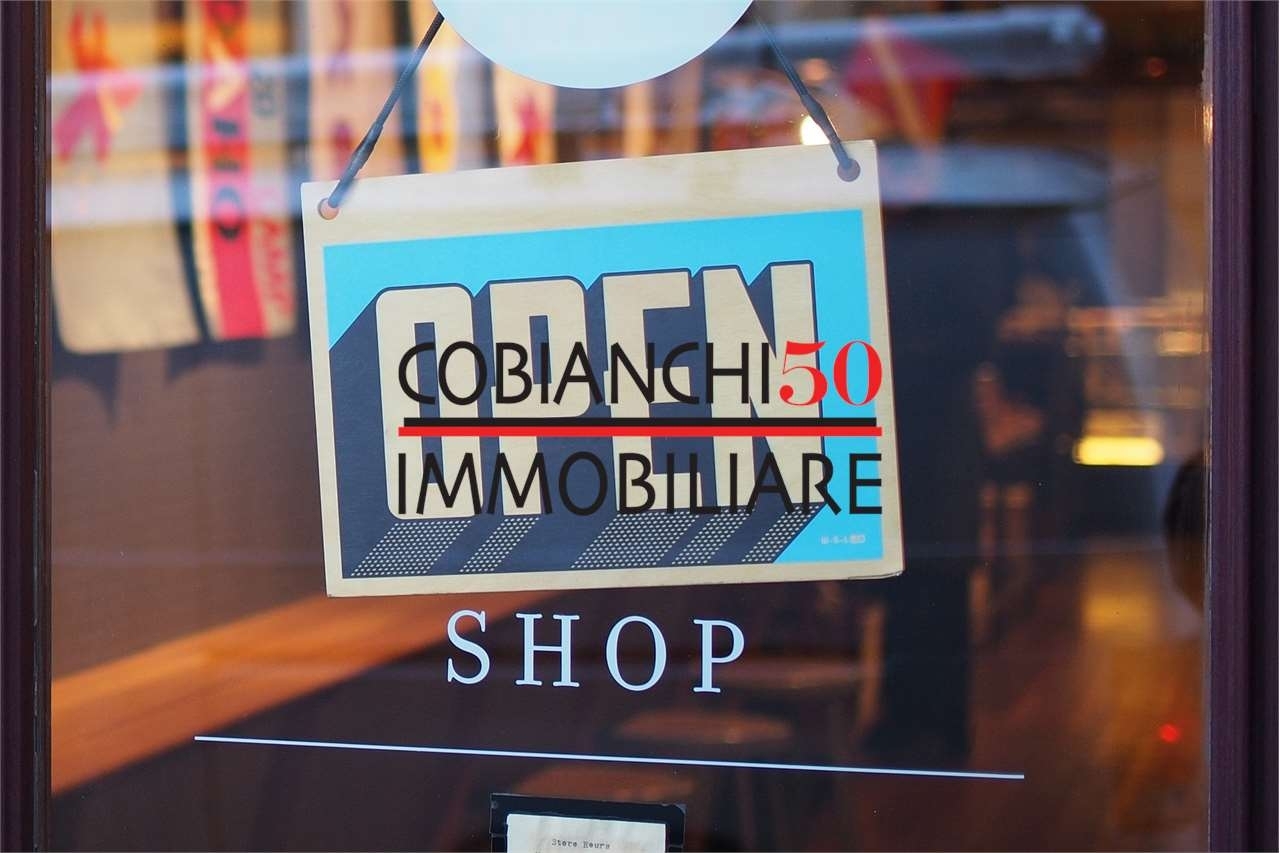 OPEN
COBIANCHI50
IMMOBILIARE
SHOP
Store Hours